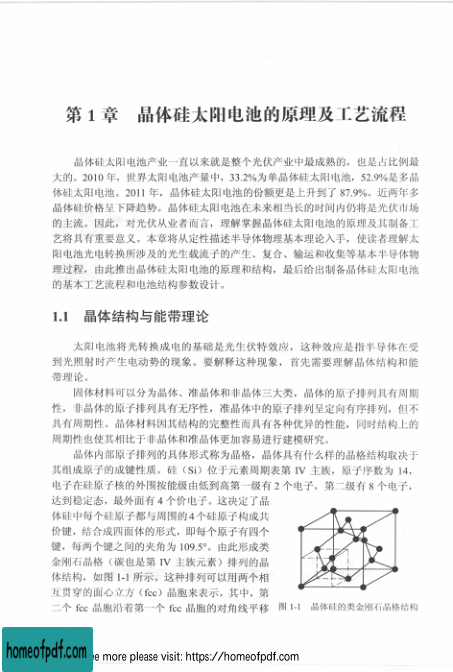 第 1 章 晶体硅太阳电池的原理及工艺流程
晶体硅太阳电池产业一直以来就是整个光伏产业中最成熟的，也是占比例最
大的。2010 年，世界太阳电池产量中，33.2%为单晶体硅太阳电池，52.9%是多晶
体硅太阳电池。2011 年，晶体硅太阳电池的份额更是上升到了 87.9%。近两年多
晶体硅价格呈下降趋势。晶体硅太阳电池在未来相当长的时间内仍将是光伏市场
的主流。因此，对光伏从业者而言，理解掌握晶体硅太阳电池的原理及其制备工
艺将具有重要意义。本章将从定性描述半导体物理基本理论入手，使读者理解太
阳电池光电转换所涉及的光生载流子的产生、复合、输运和收集等基本半导体物
理过程，由此推出晶体硅太阳电池的原理和结构，最后给出制备晶体硅太阳电池
的基本工艺流程和电池结构参数设计。
1.1 晶体结构与能带理论
太阳电池将光转换成电的基础是光生伏特效应，这种效应是指半导体在受
到光照射时产生电动势的现象。要解释这种现象，首先需要理解晶体结构和能
带理论。
固体材料可以分为晶体、准晶体和非晶体三大类，晶体的原子排列具有周期
性，非晶体的原子排列具有无序性，准晶体中的原子排列呈定向有序排列，但不
具有周期性。晶体材料因其结构的完整性而具有各种优异的性能，同时结构上的
周期性也使其相比于非晶体和准晶体更加容易进行建模研究。
晶体内部原子排列的具体形式称为晶格，晶体具有什么样的晶格结构取决于
其组成原子的成键性质。硅（Si）位于元素周期表第 IV 主族，原子序数为 14，
电子在硅原子核的外围按能级由低到高第一级有 2 个电子，第二级有 8 个电子，
达到稳定态，最外面有 4 个价电子。这决定了晶
体硅中每个硅原子都与周围的 4 个硅原子构成共
价键，结合成四面体的形式，即每个原子有四个
键，每两个键之间的夹角为 109.5°。由此形成类
金刚石晶格（碳也是第 IV 主族元素）排列的晶
体结构，如图 1-1 所示。这种排列可以用两个相
互贯穿的面心立方（fcc）晶胞来表示，其中，第
二个 fcc 晶胞沿着第一个 fcc 晶胞的对角线平移
图 1-1 晶体硅的类金刚石晶格结构
homeofpdf.com
ee more please visit: https://homeofpdf.com